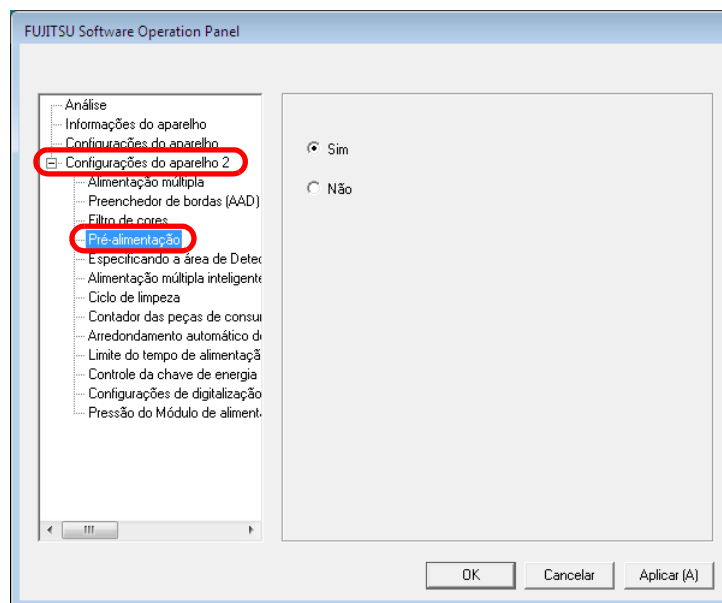 FUJITSU Software Operation Panel
Análise
Informações do aparelho
Configurações do aparelho
Configurações do aparelho 2
Alimentação múltipla
Preenchedor de bordas (AAD)
Filtro de cores
Pré-alimentação
Especificando a área de Detec
Alimentação múltipla inteligente
Ciclo de limpeza
Contador das peças de consu
Arredondamento automático d
Limite do tempo de alimentaçã
Controle da chave de energia
Configurações de digitalização
Pressão do Módulo de aliment
Sim
Não
OK
Cancelar
Aplicar (A)